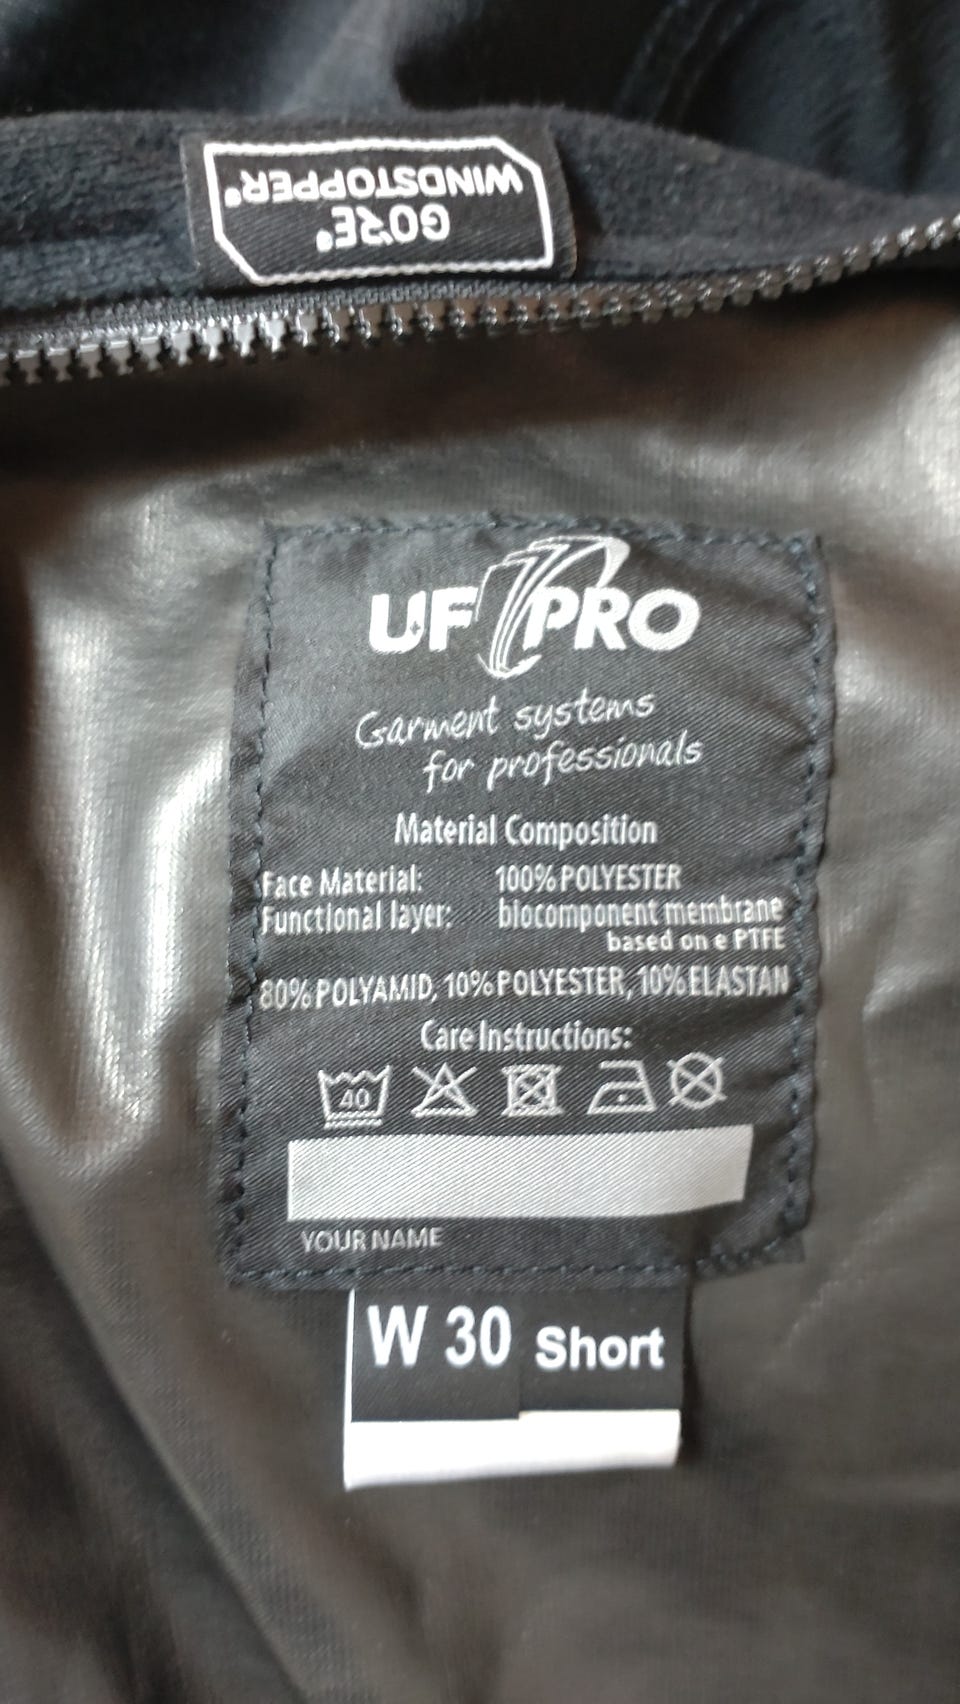 GORE®
WINDSTOPPER®
UF PRO
Garment systems
for professionals
Material Composition
Face Material: 100% POLYESTER
Functional layer: biocomponent membrane
based on e PTFE
80% POLYAMID, 10% POLYESTER, 10% ELASTAN
Care Instructions:
40
YOUR NAME
W 30 Short